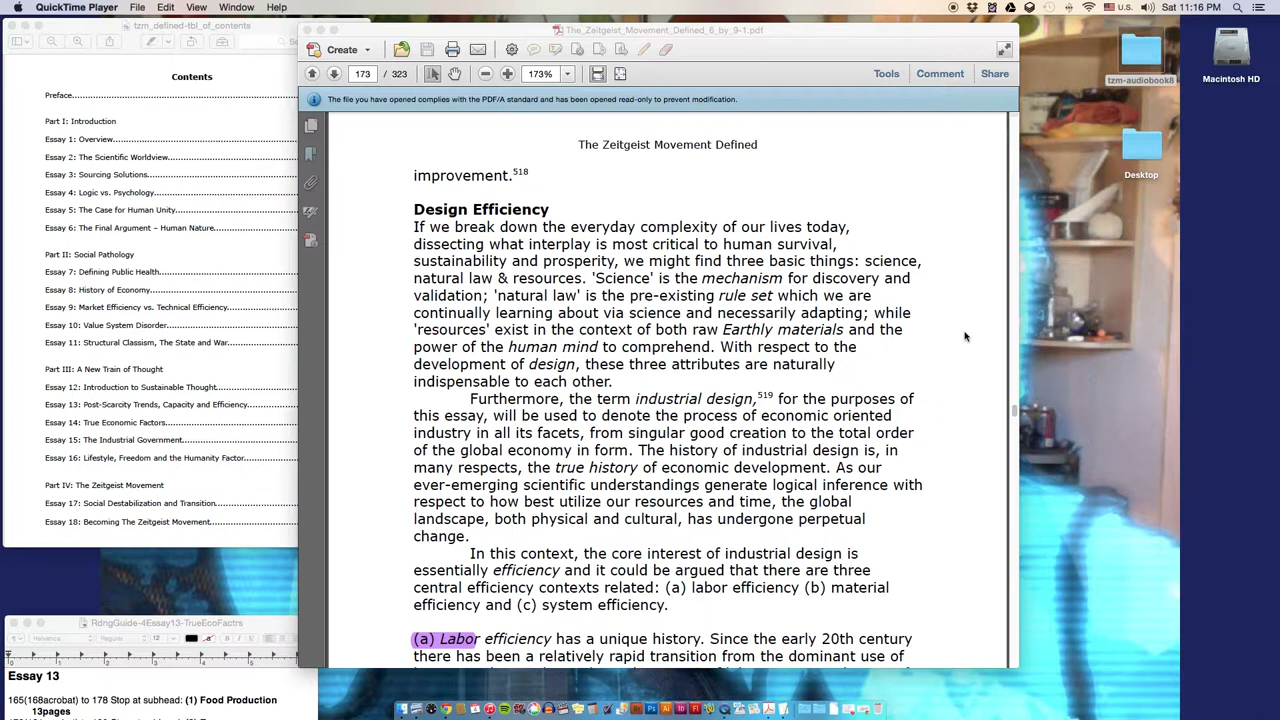 QuickTime Player File Edit View Window Help U.S. Sat 11:16 PM
tzm_defined-tbl_of_contents
Contents
Preface
Part I: Introduction
Essay 1: Overview
Essay 2: The Scientific Worldview
Essay 3: Sourcing Solutions
Essay 4: Logic vs. Psychology
Essay 5: The Case for Human Unity
Essay 6: The Final Argument – Human Nature
Part II: Social Pathology
Essay 7: Defining Public Health
Essay 8: History of Economy
Essay 9: Market Efficiency vs. Technical Efficiency
Essay 10: Value System Disorder
Essay 11: Structural Classism, The State and War
Part III: A New Train of Thought
Essay 12: Introduction to Sustainable Thought
Essay 13: Post-Scarcity Trends, Capacity and Efficiency
Essay 14: True Economic Factors
Essay 15: The Industrial Government
Essay 16: Lifestyle, Freedom and the Humanity Factor
Part IV: The Zeitgeist Movement
Essay 17: Social Destabilization and Transition
Essay 18: Becoming The Zeitgeist Movement
RdngGuide-4Essay13-TrueEcoFactrs
Helvetica Regular 12 B I U
0 1 2 3 4 5
Essay 13
165(168acrobat) to 178 Stop at subhead: (1) Food Production
13pages
The_Zeitgeist_Movement_Defined_6_by_9-1.pdf
Create
173 / 323 173% Tools Comment Share
The file you have opened complies with the PDF/A standard and has been opened read-only to prevent modification.
The Zeitgeist Movement Defined
improvement.518
Design Efficiency
If we break down the everyday complexity of our lives today,
dissecting what interplay is most critical to human survival,
sustainability and prosperity, we might find three basic things: science,
natural law & resources. 'Science' is the mechanism for discovery and
validation; 'natural law' is the pre-existing rule set which we are
continually learning about via science and necessarily adapting; while
'resources' exist in the context of both raw Earthly materials and the
power of the human mind to comprehend. With respect to the
development of design, these three attributes are naturally
indispensable to each other.
Furthermore, the term industrial design,519 for the purposes of
this essay, will be used to denote the process of economic oriented
industry in all its facets, from singular good creation to the total order
of the global economy in form. The history of industrial design is, in
many respects, the true history of economic development. As our
ever-emerging scientific understandings generate logical inference with
respect to how best utilize our resources and time, the global
landscape, both physical and cultural, has undergone perpetual
change.
In this context, the core interest of industrial design is
essentially efficiency and it could be argued that there are three
central efficiency contexts related: (a) labor efficiency (b) material
efficiency and (c) system efficiency.
(a) Labor efficiency has a unique history. Since the early 20th century
there has been a relatively rapid transition from the dominant use of
tzm-audiobook8
Desktop
Macintosh HD